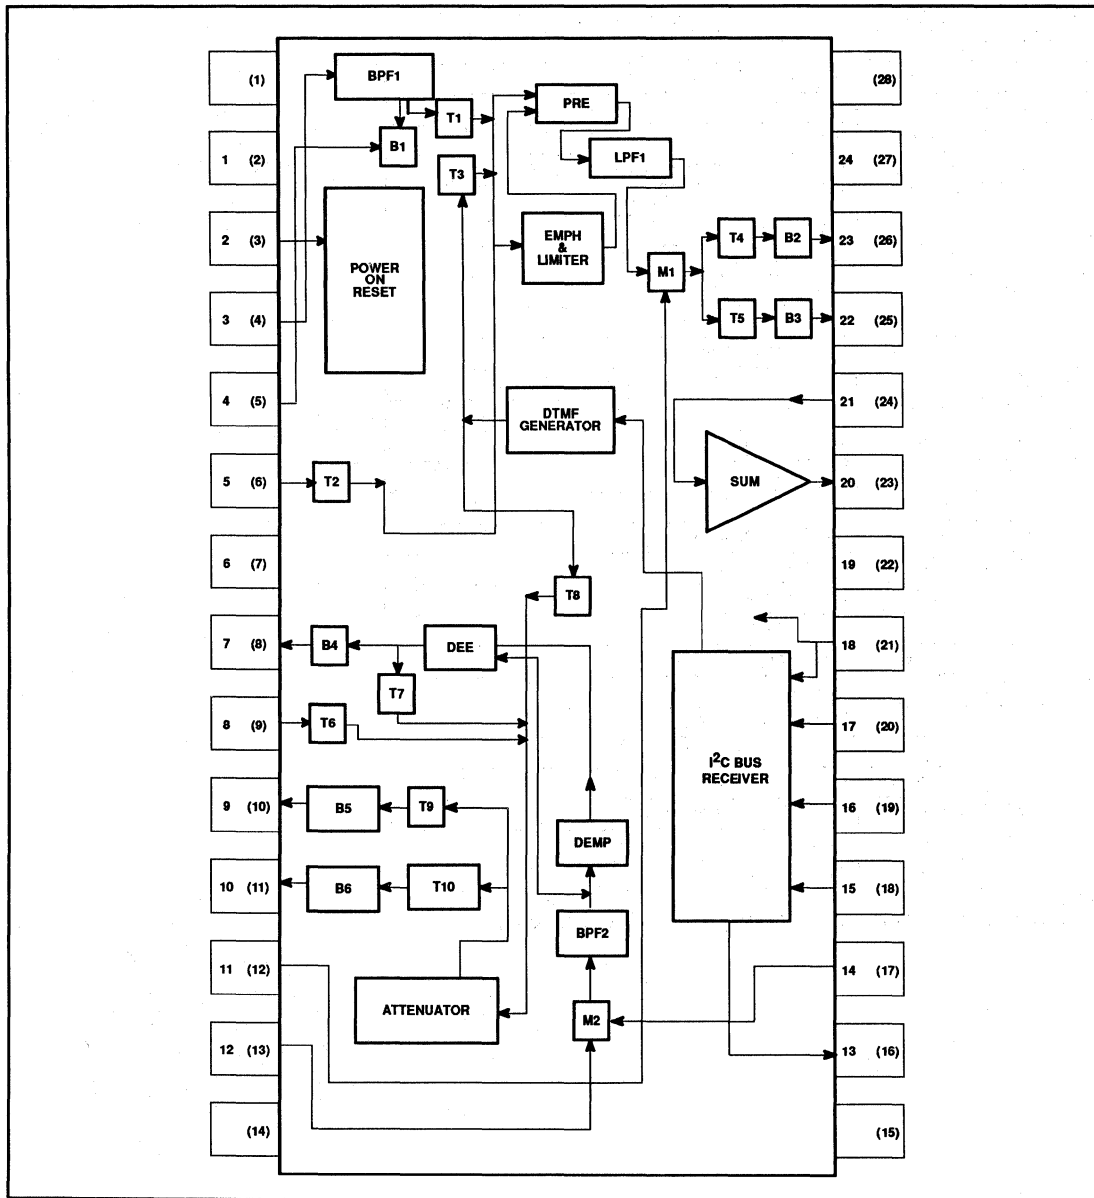 (1)
BPF1
(28)
PRE
T1
B1
LPF1
1 (2)
24 (27)
T3
2 (3)
POWER
ON
RESET
EMPH
&
LIMITER
M1
T4
B2
23 (26)
3 (4)
T5
B3
22 (25)
4 (5)
DTMF
GENERATOR
21 (24)
5 (6)
T2
SUM
20 (23)
6 (7)
19 (22)
T8
7 (8)
B4
DEE
18 (21)
T7
8 (9)
T6
17 (20)
I²C BUS
RECEIVER
9 (10)
B5
T9
16 (19)
DEMP
10 (11)
B6
T10
15 (18)
BPF2
11 (12)
14 (17)
ATTENUATOR
M2
12 (13)
13 (16)
(14)
(15)